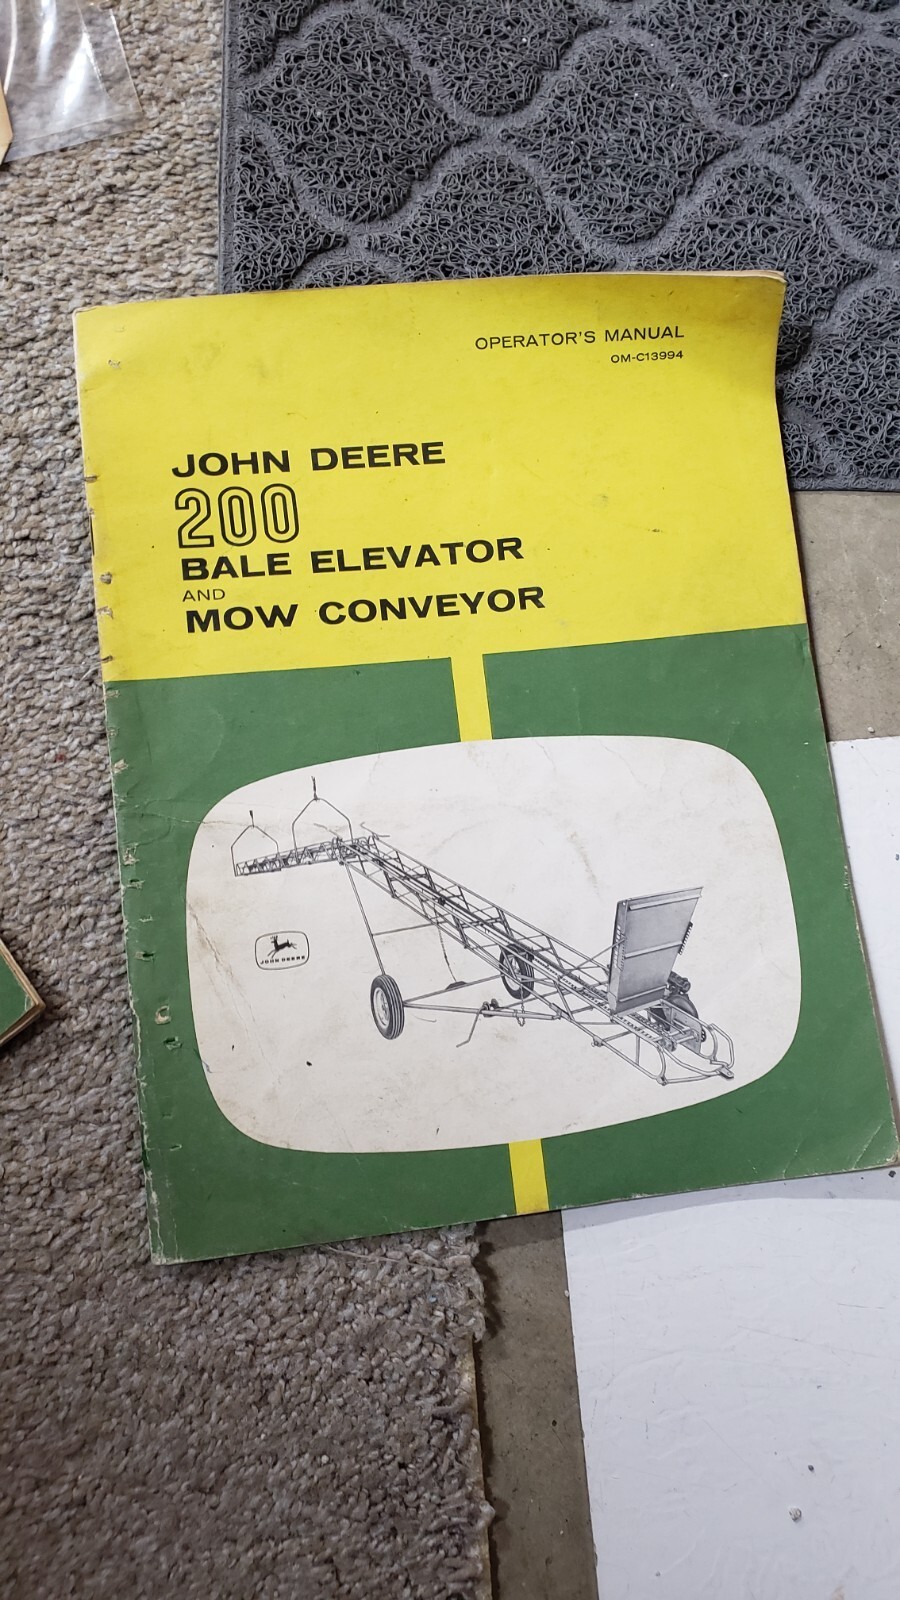 OPERATOR'S MANUAL
OM-C13994
JOHN DEERE
200
BALE ELEVATOR
AND
MOW CONVEYOR
JOHN DEERE